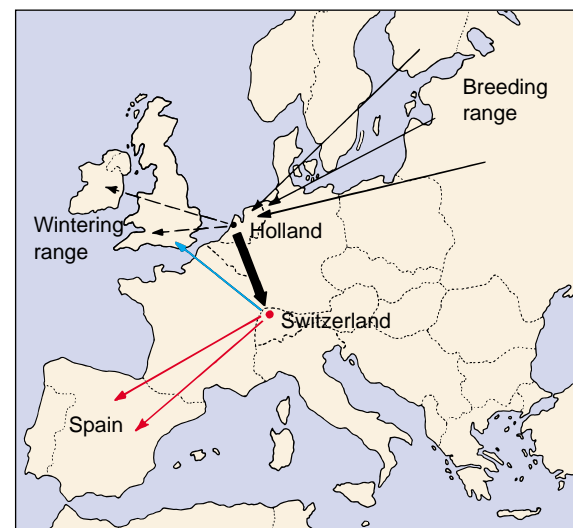 Breeding
range
Holland
Wintering
range
Switzerland
Spain